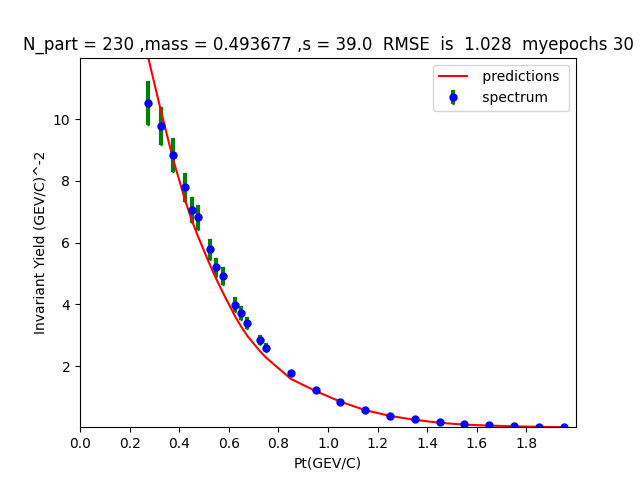 N_part = 230 ,mass = 0.493677 ,s = 39.0  RMSE  is  1.028  myepochs 30
predictions
spectrum
10
8
6
4
2
Invariant Yield (GEV/C)^-2
0.0 0.2 0.4 0.6 0.8 1.0 1.2 1.4 1.6 1.8
Pt(GEV/C)